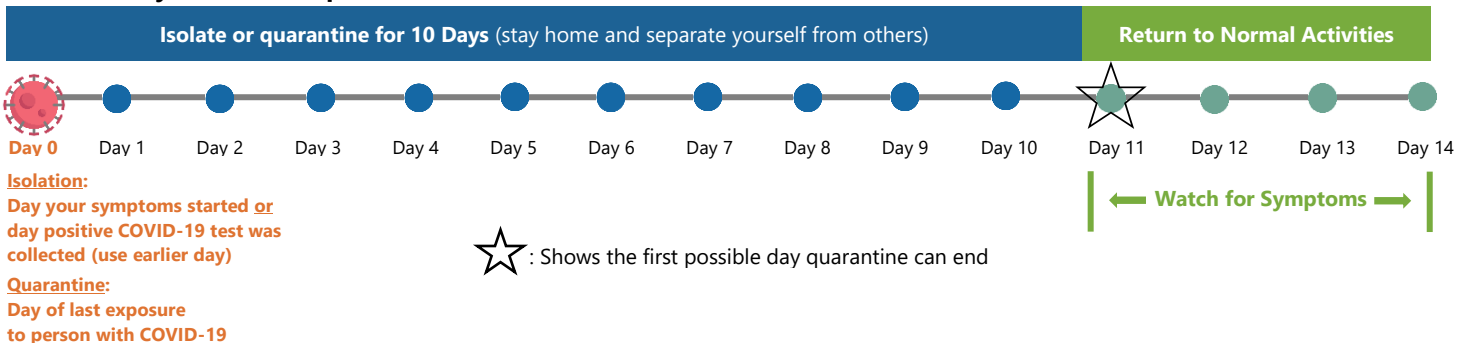 Isolate or quarantine for 10 Days (stay home and separate yourself from others)
Return to Normal Activities
Day 0 Day 1 Day 2 Day 3 Day 4 Day 5 Day 6 Day 7 Day 8 Day 9 Day 10 Day 11 Day 12 Day 13 Day 14
Isolation:
Day your symptoms started or
day positive COVID-19 test was
collected (use earlier day)
Quarantine:
Day of last exposure
to person with COVID-19
Watch for Symptoms
: Shows the first possible day quarantine can end